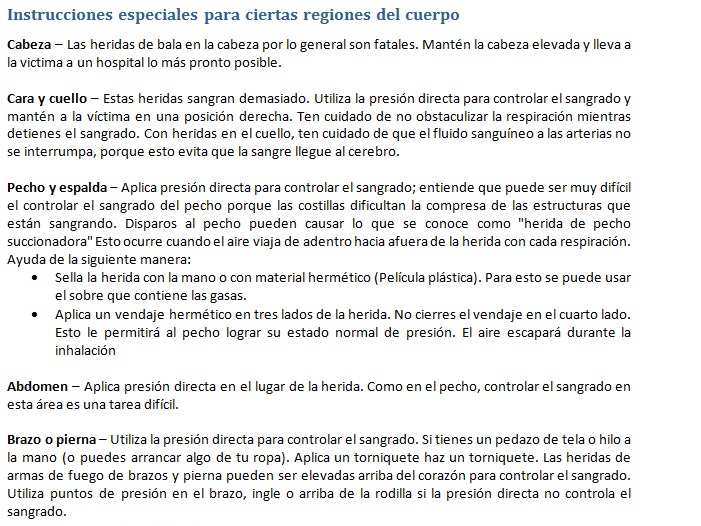 Instrucciones especiales para ciertas regiones del cuerpo
Cabeza – Las heridas de bala en la cabeza por lo general son fatales. Mantén la cabeza elevada y lleva a
la victima a un hospital lo más pronto posible.
Cara y cuello – Estas heridas sangran demasiado. Utiliza la presión directa para controlar el sangrado y
mantén a la víctima en una posición derecha. Ten cuidado de no obstaculizar la respiración mientras
detienes el sangrado. Con heridas en el cuello, ten cuidado de que el fluido sanguíneo a las arterias no
se interrumpa, porque esto evita que la sangre llegue al cerebro.
Pecho y espalda – Aplica presión directa para controlar el sangrado; entiende que puede ser muy difícil
el controlar el sangrado del pecho porque las costillas dificultan la compresa de las estructuras que
están sangrando. Disparos al pecho pueden causar lo que se conoce como "herida de pecho
succionadora" Esto ocurre cuando el aire viaja de adentro hacia afuera de la herida con cada respiración.
Ayuda de la siguiente manera:
• Sella la herida con la mano o con material hermético (Película plástica). Para esto se puede usar
el sobre que contiene las gasas.
• Aplica un vendaje hermético en tres lados de la herida. No cierres el vendaje en el cuarto lado.
Esto le permitirá al pecho lograr su estado normal de presión. El aire escapará durante la
inhalación
Abdomen – Aplica presión directa en el lugar de la herida. Como en el pecho, controlar el sangrado en
esta área es una tarea difícil.
Brazo o pierna – Utiliza la presión directa para controlar el sangrado. Si tienes un pedazo de tela o hilo a
la mano (o puedes arrancar algo de tu ropa). Aplica un torniquete haz un torniquete. Las heridas de
armas de fuego de brazos y pierna pueden ser elevadas arriba del corazón para controlar el sangrado.
Utiliza puntos de presión en el brazo, ingle o arriba de la rodilla si la presión directa no controla el
sangrado.